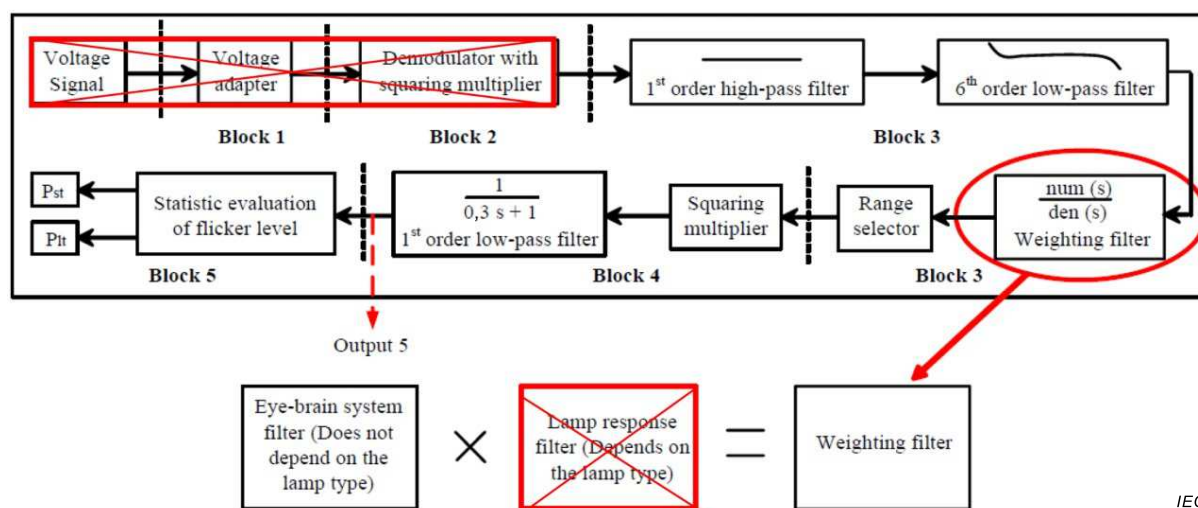 Voltage
Signal
Voltage
adapter
Demodulator with
squaring multiplier
1st order high-pass filter
6th order low-pass filter
Block 1
Block 2
Block 3
Pst
Plt
Statistic evaluation
of flicker level
1
0,3 s + 1
1st order low-pass filter
Squaring
multiplier
Range
selector
num (s)
den (s)
Weighting filter
Block 5
Block 4
Block 3
Output 5
Eye-brain system
filter (Does not
depend on the
lamp type)
×
Lamp response
filter (Depends on
the lamp type)
=
Weighting filter
IEC